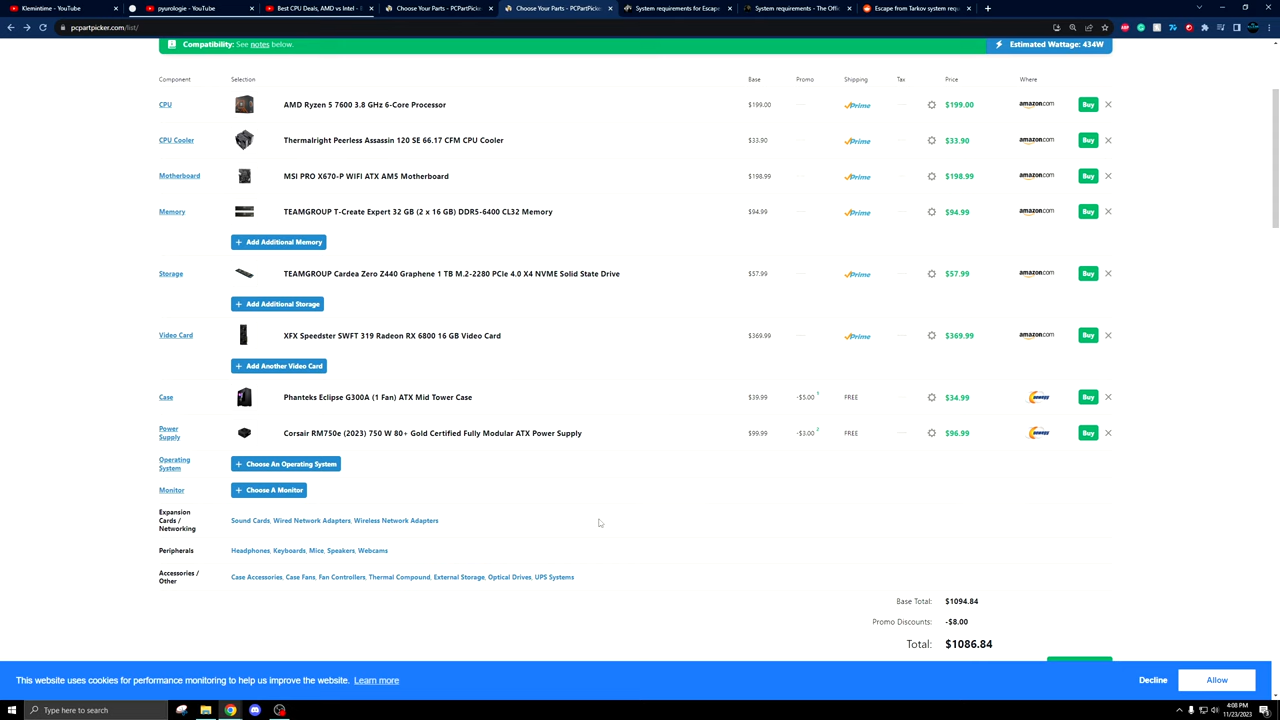 Klemintime - YouTube
pyurologie - YouTube
Best CPU Deals, AMD vs Intel - B
Choose Your Parts - PCPartPicker
Choose Your Parts - PCPartPicker
System requirements for Escape
System requirements - The Offi
Escape from Tarkov system req
pcpartpicker.com/list/
Compatibility: See notes below.
Estimated Wattage: 434W
Component Selection Base Promo Shipping Tax Price Where
CPU AMD Ryzen 5 7600 3.8 GHz 6-Core Processor $199.00 Prime $199.00 amazon.com Buy
CPU Cooler Thermalright Peerless Assassin 120 SE 66.17 CFM CPU Cooler $33.90 Prime $33.90 amazon.com Buy
Motherboard MSI PRO X670-P WIFI ATX AM5 Motherboard $198.99 Prime $198.99 amazon.com Buy
Memory TEAMGROUP T-Create Expert 32 GB (2 x 16 GB) DDR5-6400 CL32 Memory $94.99 Prime $94.99 amazon.com Buy
+ Add Additional Memory
Storage TEAMGROUP Cardea Zero Z440 Graphene 1 TB M.2-2280 PCIe 4.0 X4 NVME Solid State Drive $57.99 Prime $57.99 amazon.com Buy
+ Add Additional Storage
Video Card XFX Speedster SWFT 319 Radeon RX 6800 16 GB Video Card $369.99 Prime $369.99 amazon.com Buy
+ Add Another Video Card
Case Phanteks Eclipse G300A (1 Fan) ATX Mid Tower Case $39.99 -$5.00 1 FREE $34.99 newegg Buy
Power Supply Corsair RM750e (2023) 750 W 80+ Gold Certified Fully Modular ATX Power Supply $99.99 -$3.00 2 FREE $96.99 newegg Buy
Operating System + Choose An Operating System
Monitor + Choose A Monitor
Expansion Cards / Networking Sound Cards, Wired Network Adapters, Wireless Network Adapters
Peripherals Headphones, Keyboards, Mice, Speakers, Webcams
Accessories / Other Case Accessories, Case Fans, Fan Controllers, Thermal Compound, External Storage, Optical Drives, UPS Systems
Base Total: $1094.84
Promo Discounts: -$8.00
Total: $1086.84
This website uses cookies for performance monitoring to help us improve the website. Learn more
Decline Allow
Type here to search
4:08 PM
11/23/2023